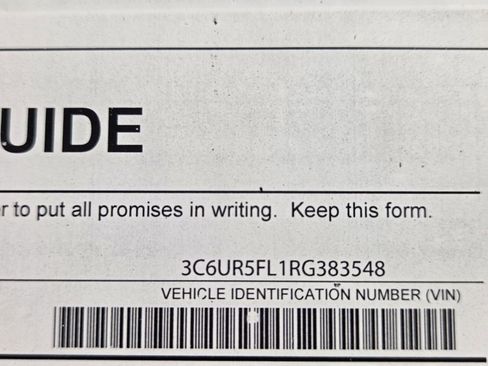 UIDE
r to put all promises in writing. Keep this form.
3C6UR5FL1RG383548
VEHICLE IDENTIFICATION NUMBER (VIN)